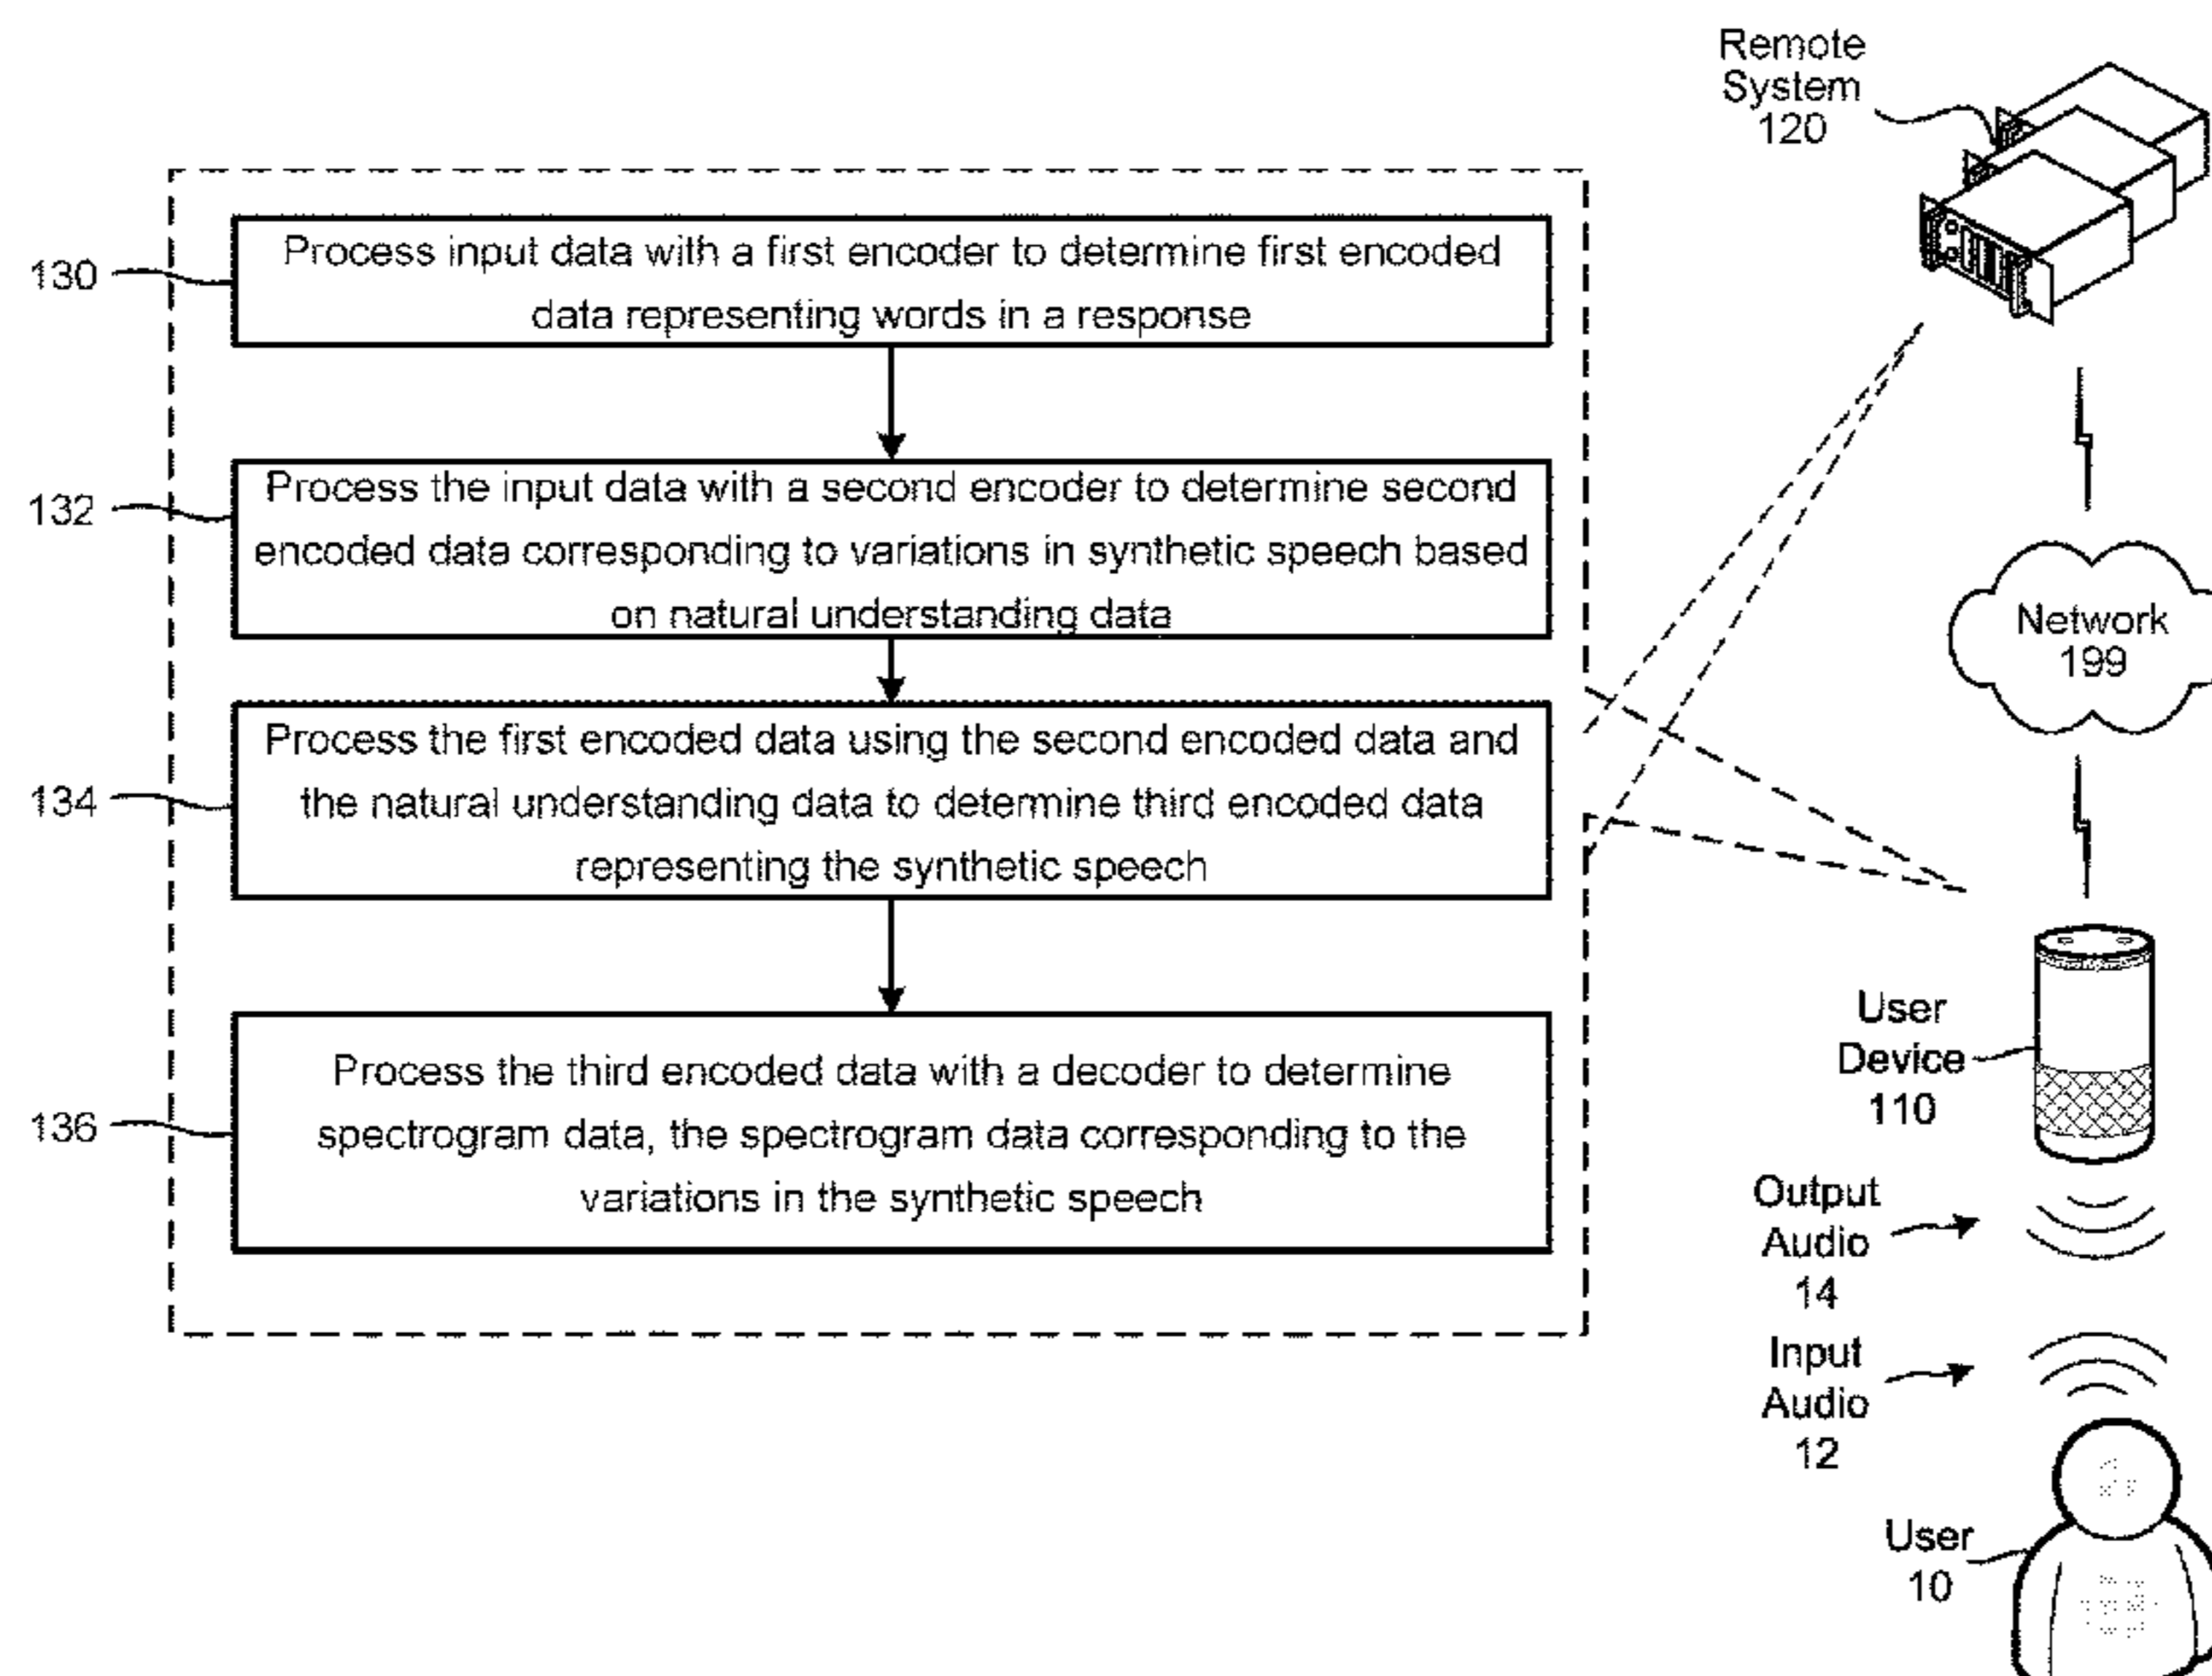 Remote
System
120
130
Process input data with a first encoder to determine first encoded
data representing words in a response
132
Process the input data with a second encoder to determine second
encoded data corresponding to variations in synthetic speech based
on natural understanding data
Network
199
134
Process the first encoded data using the second encoded data and
the natural understanding data to determine third encoded data
representing the synthetic speech
136
Process the third encoded data with a decoder to determine
spectrogram data, the spectrogram data corresponding to the
variations in the synthetic speech
User
Device
110
Output
Audio
14
Input
Audio
12
User
10